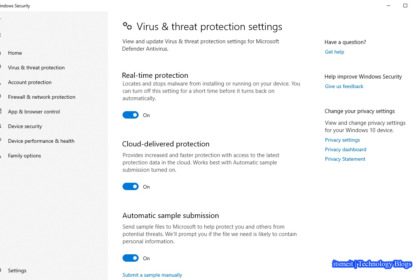 Windows Security
Virus & threat protection settings
View and update Virus & threat protection settings for Microsoft
Defender Antivirus.
Home
Virus & threat protection
Account protection
Firewall & network protection
App & browser control
Device security
Device performance & health
Family options
Settings
Real-time protection
Locates and stops malware from installing or running on your device. You
can turn off this setting for a short time before it turns back on
automatically.
On
Cloud-delivered protection
Provides increased and faster protection with access to the latest
protection data in the cloud. Works best with Automatic sample
submission turned on.
On
Automatic sample submission
Send sample files to Microsoft to help protect you and others from
potential threats. We'll prompt you if the file we need is likely to contain
personal information.
On
Submit a sample manually
Have a question?
Get help
Help improve Windows Security
Give us feedback
Change your privacy settings
View and change privacy settings
for your Windows 10 device.
Privacy settings
Privacy dashboard
Privacy Statement